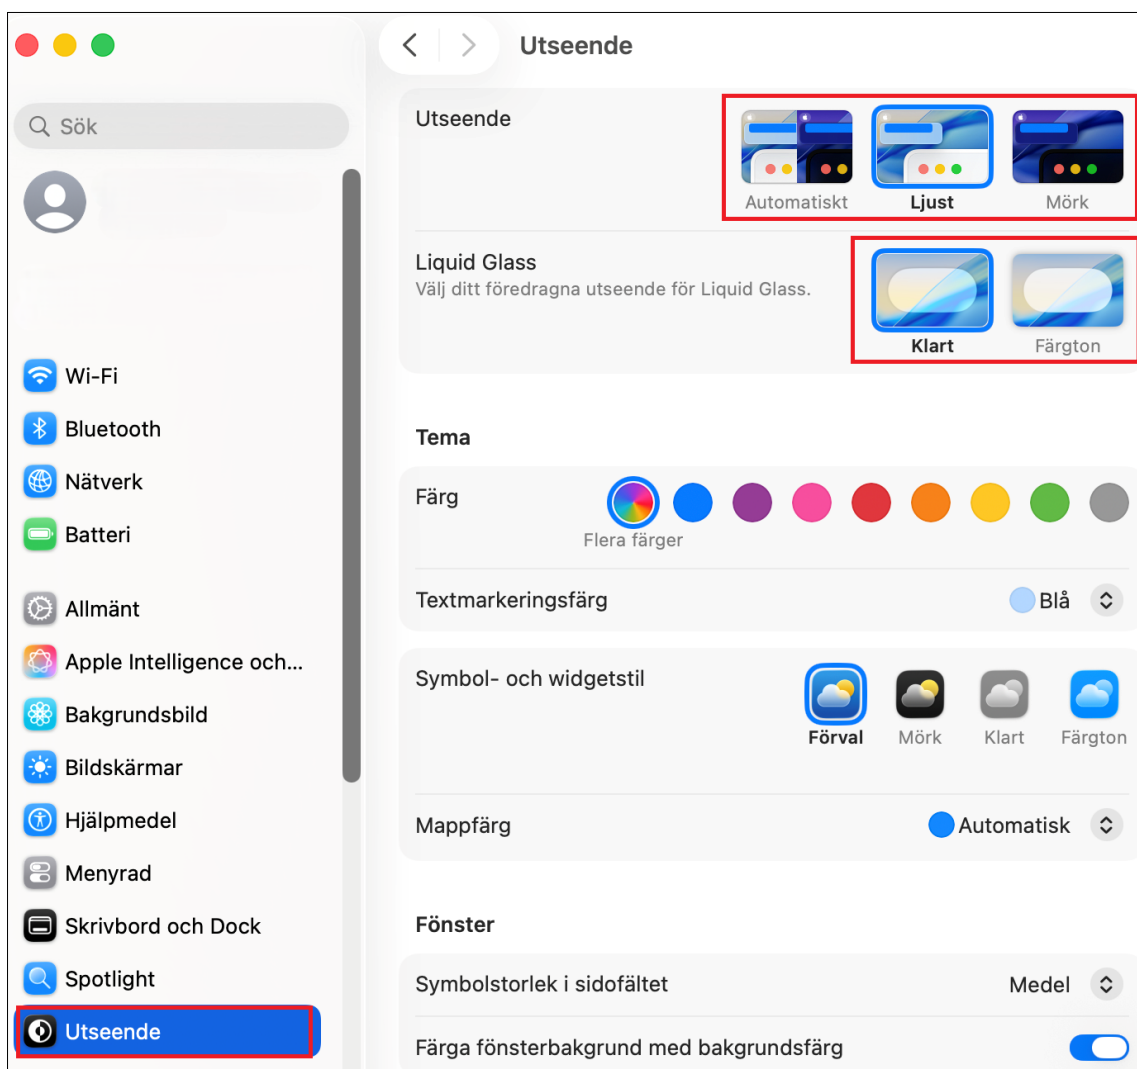 Utseende
Sök
Utseende
Automatiskt
Ljust
Mörk
Liquid Glass
Välj ditt föredragna utseende för Liquid Glass.
Klart
Färgton
Wi-Fi
Bluetooth
Nätverk
Batteri
Allmänt
Apple Intelligence och...
Bakgrundsbild
Bildskärmar
Hjälpmedel
Menyrad
Skrivbord och Dock
Spotlight
Utseende
Tema
Färg
Flera färger
Textmarkeringsfärg
Blå
Symbol- och widgetstil
Förval
Mörk
Klart
Färgton
Mappfärg
Automatisk
Fönster
Symbolstorlek i sidofältet
Medel
Färga fönsterbakgrund med bakgrundsfärg